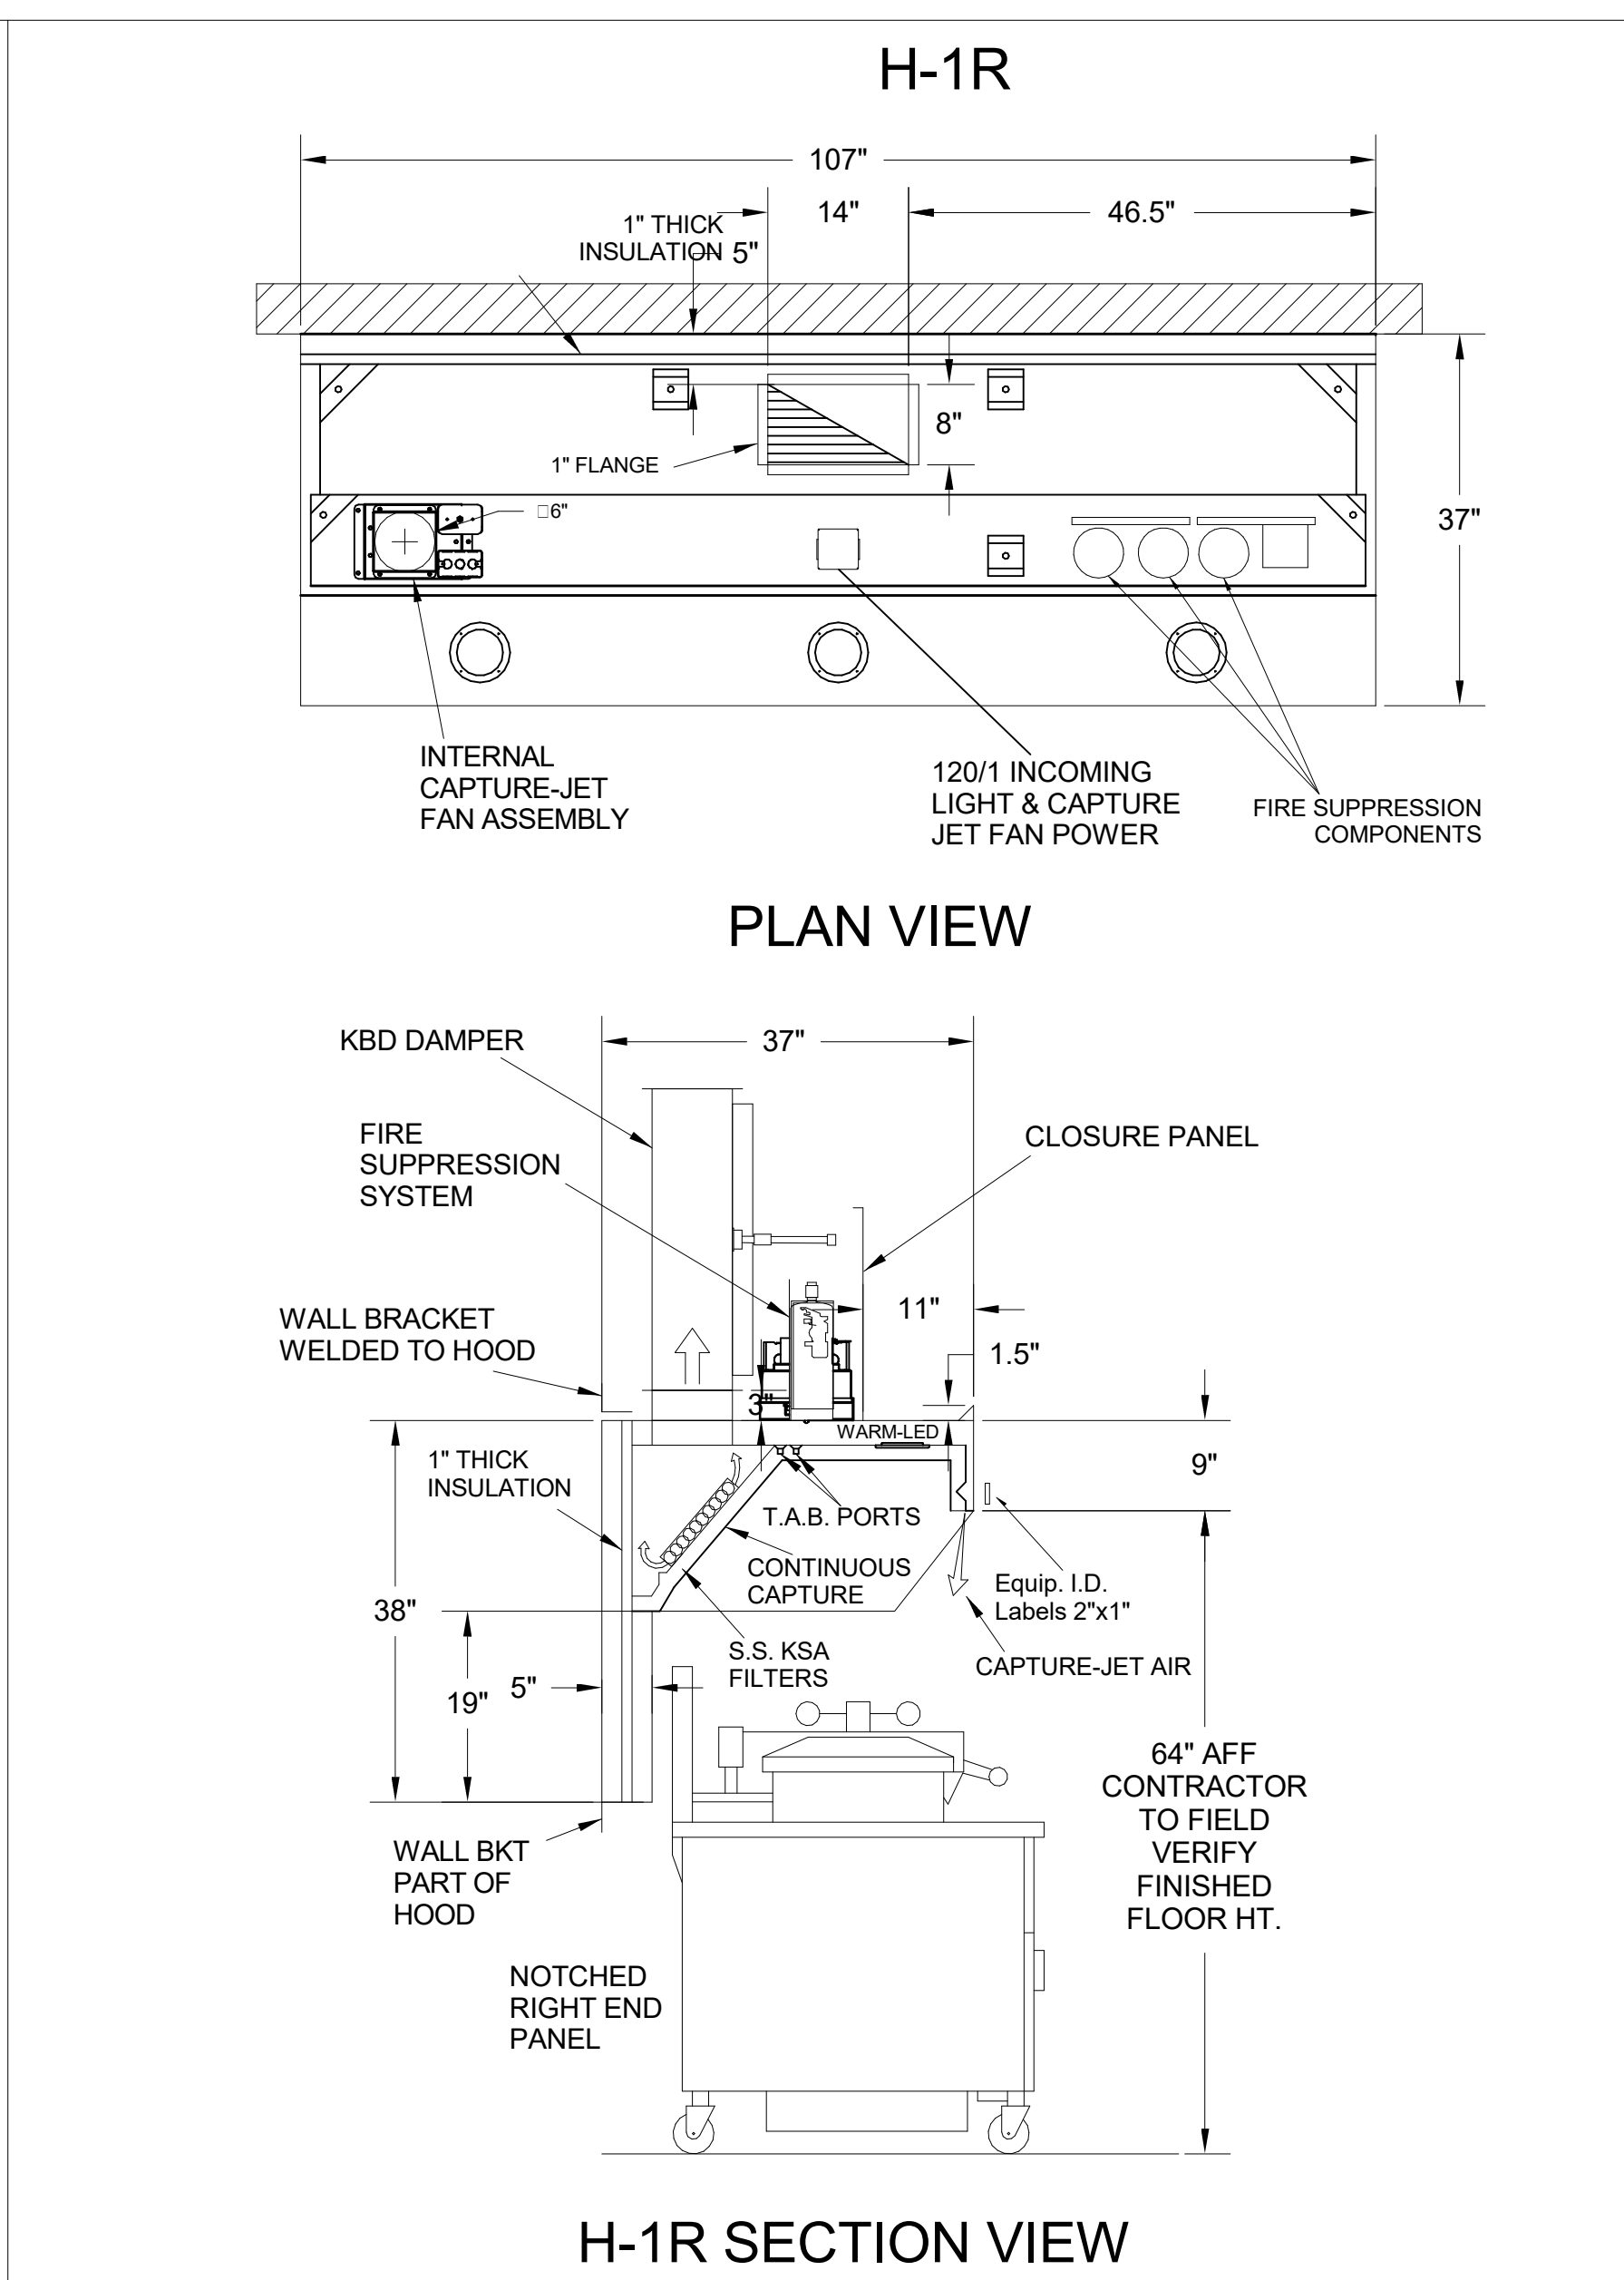 H-1R
107"
14"
46.5"
1" THICK
INSULATION
5"
8"
1" FLANGE
□6"
37"
INTERNAL
CAPTURE-JET
FAN ASSEMBLY
120/1 INCOMING
LIGHT & CAPTURE
JET FAN POWER
FIRE SUPPRESSION
COMPONENTS
PLAN VIEW
KBD DAMPER
37"
FIRE
SUPPRESSION
SYSTEM
CLOSURE PANEL
WALL BRACKET
WELDED TO HOOD
11"
1.5"
3"
WARM-LED
1" THICK
INSULATION
9"
T.A.B. PORTS
CONTINUOUS
CAPTURE
Equip. I.D.
Labels 2"x1"
38"
S.S. KSA
FILTERS
CAPTURE-JET AIR
19"
5"
64" AFF
CONTRACTOR
TO FIELD
VERIFY
FINISHED
FLOOR HT.
WALL BKT
PART OF
HOOD
NOTCHED
RIGHT END
PANEL
H-1R SECTION VIEW